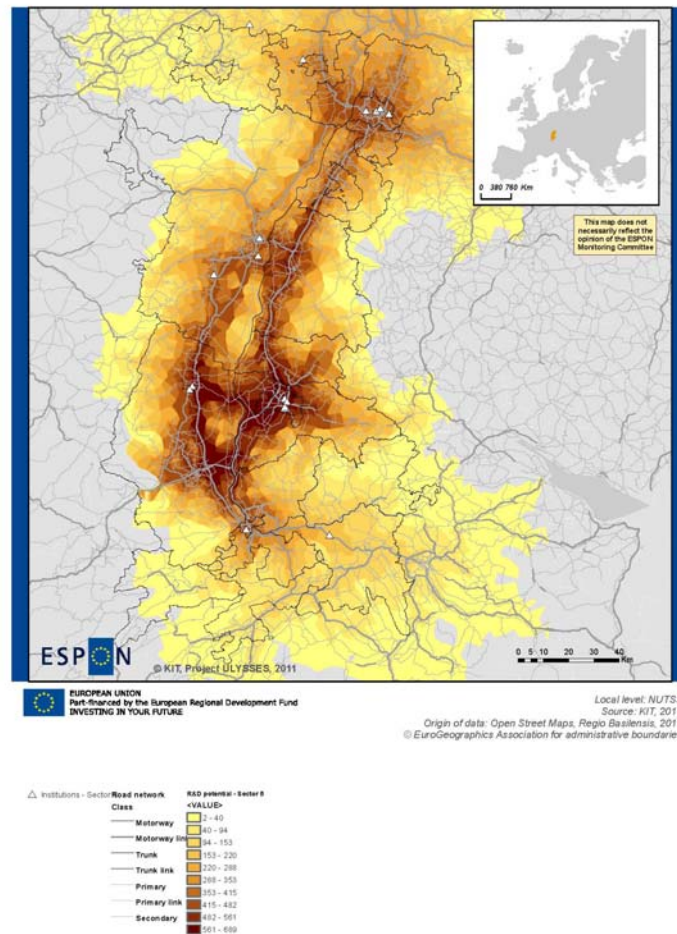 0 380 760 Km
This map does not
necessarily reflect the
opinion of the ESPON
Monitoring Committee
ESPON
© KIT, Project ULYSSES, 2011
0 5 10 20 30 40
Km
EUROPEAN UNION
Part-financed by the European Regional Development Fund
INVESTING IN YOUR FUTURE
Local level: NUTS
Source: KIT, 201
Origin of data: Open Street Maps, Regio Basilensis, 201
© EuroGeographics Association for administrative boundarie
Institutions - Sector
Road network
Class
Motorway
Motorway link
Trunk
Trunk link
Primary
Primary link
Secondary
R&D potential - Sector
<VALUE>
2 - 40
40 - 94
94 - 153
153 - 220
220 - 288
288 - 353
353 - 415
415 - 482
482 - 561
561 - 689